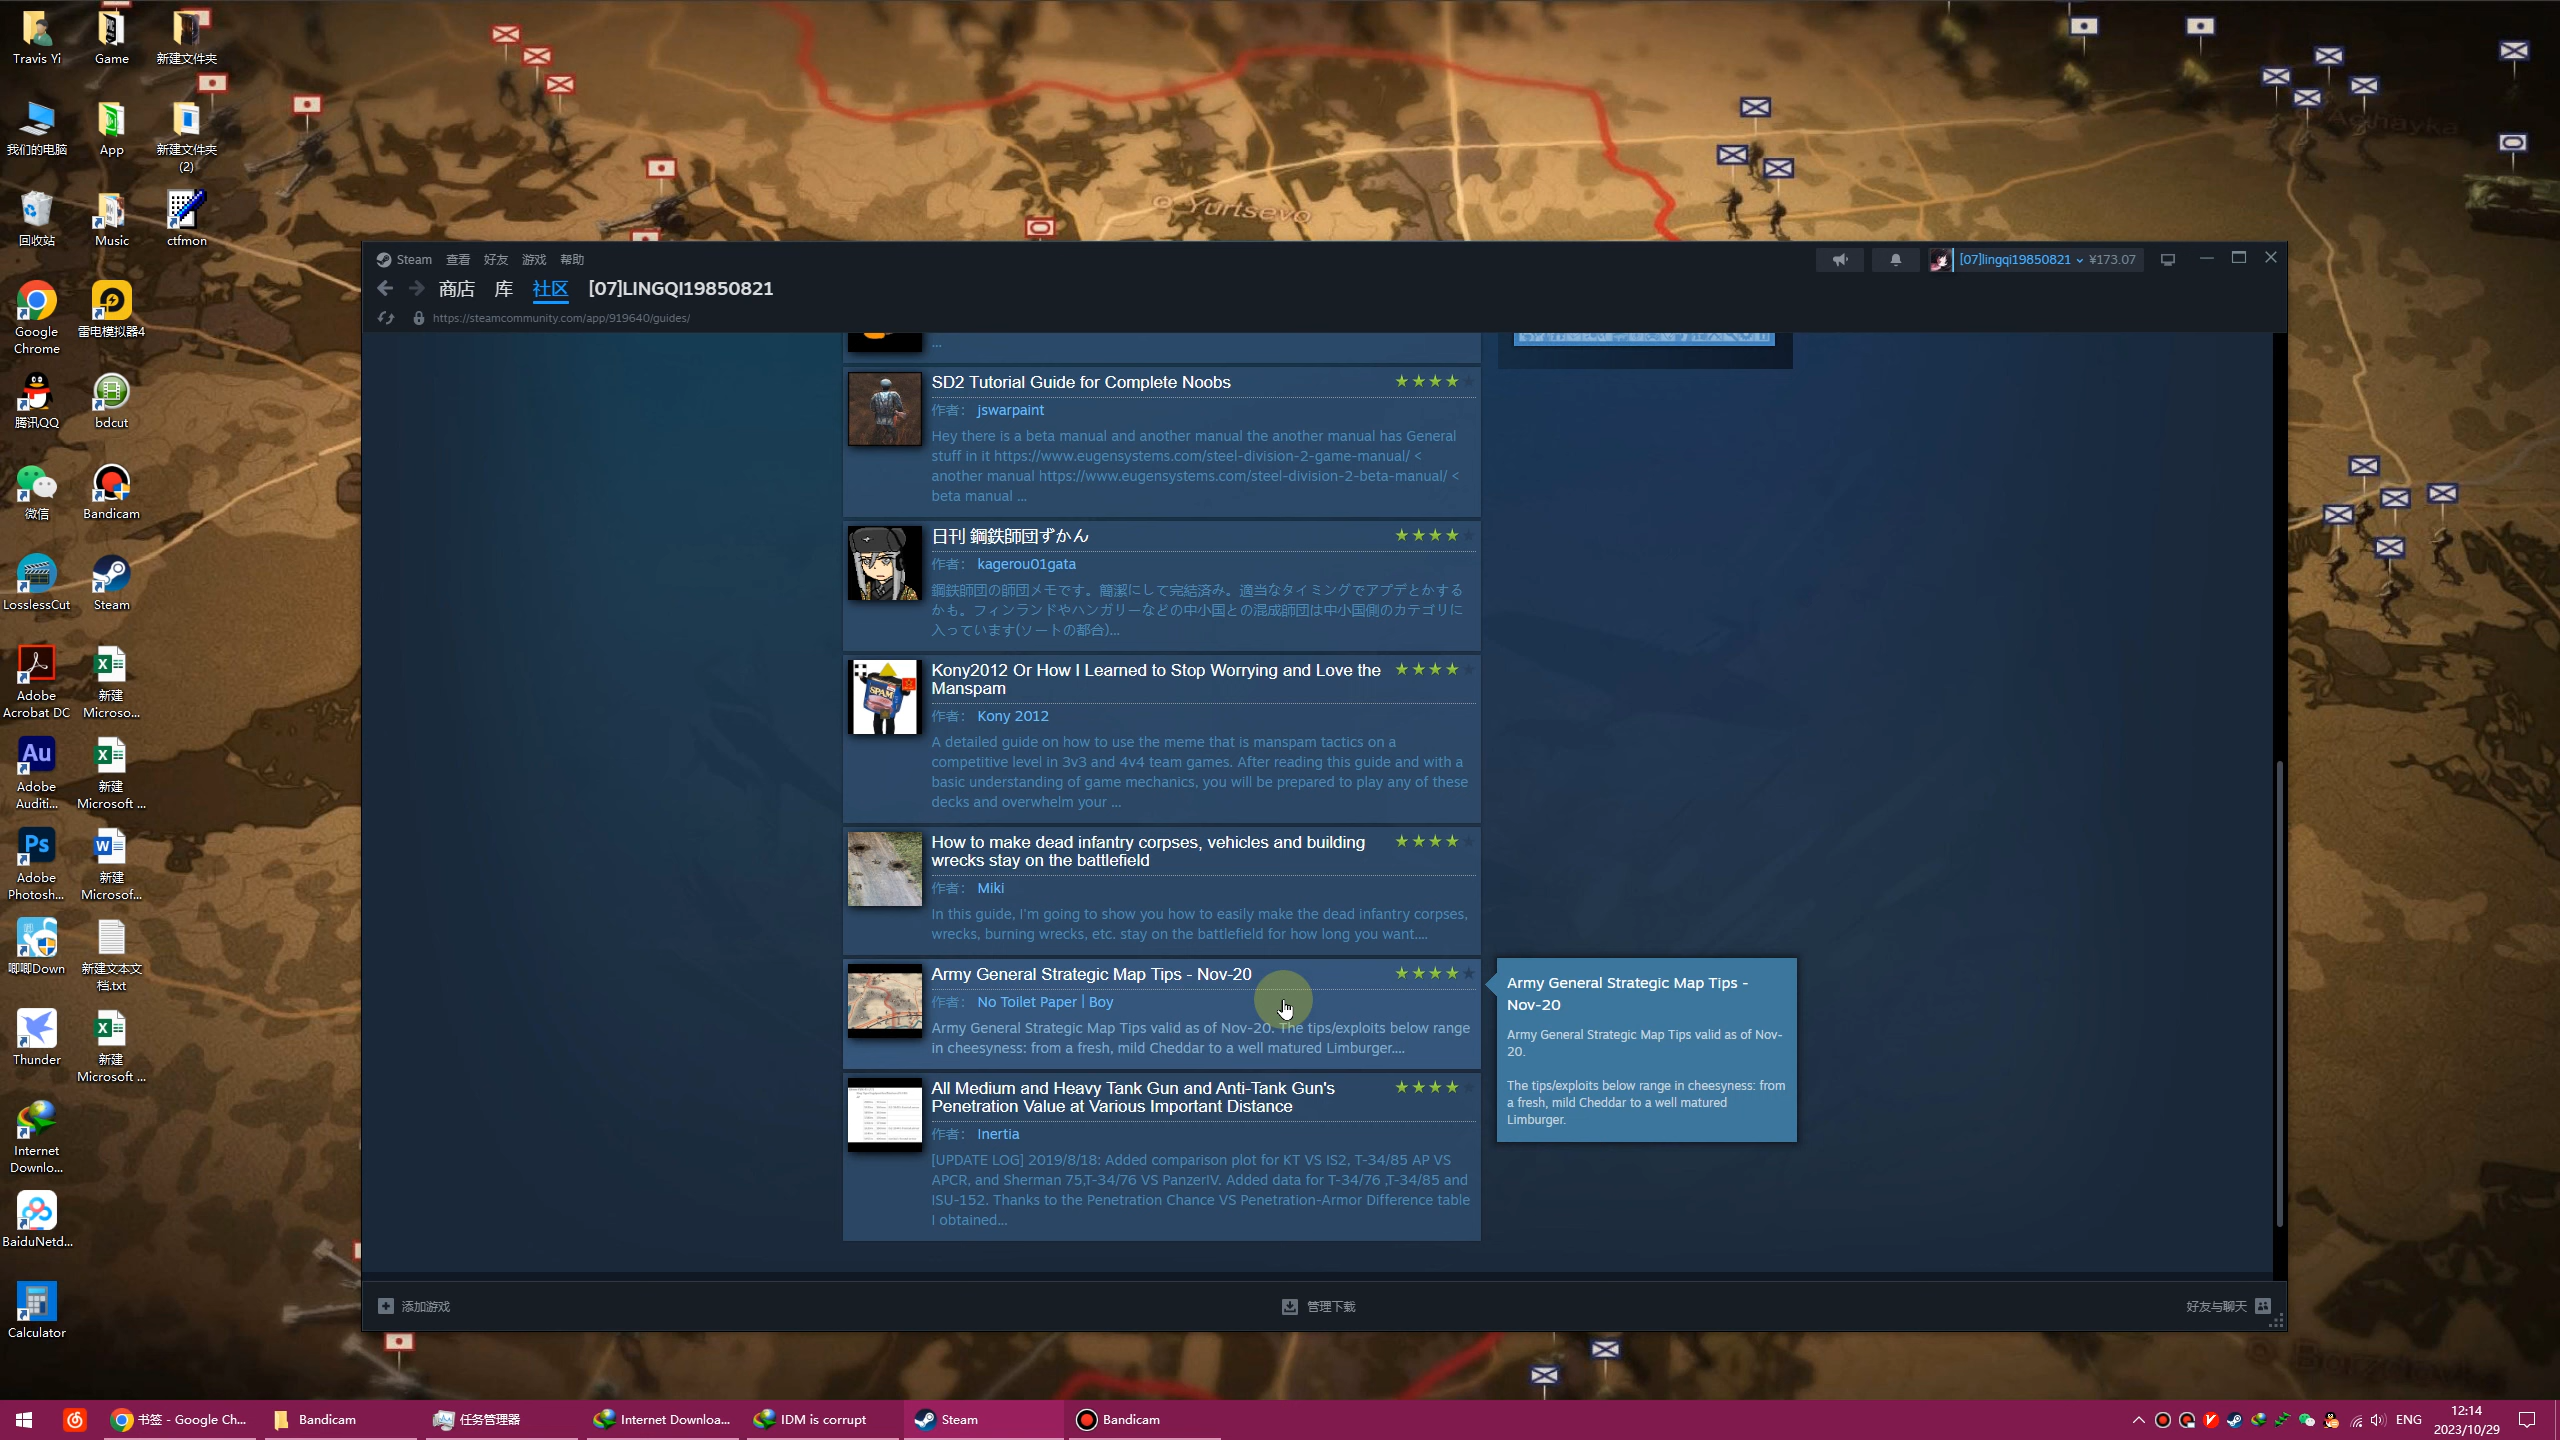 Travis Yi
Game
新建文件夹
我们的电脑
App
新建文件夹
(2)
回收站
Music
ctfmon
Google
Chrome
雷电模拟器4
腾讯QQ
bdcut
微信
Bandicam
LosslessCut
Steam
Adobe
Acrobat DC
新建
Microso...
Adobe
Auditi...
新建
Microsoft ...
Adobe
Photosh...
新建
Microsof...
唧唧Down
新建文本文
档.txt
Thunder
新建
Microsoft ...
Internet
Downlo...
BaiduNetd...
Calculator
Yurtsevo
Steam 查看 好友 游戏 帮助
[07]lingqi19850821 ¥173.07
商店 库 社区 [07]LINGQI19850821
https://steamcommunity.com/app/919640/guides/
...
SD2 Tutorial Guide for Complete Noobs
作者： jswarpaint
Hey there is a beta manual and another manual the another manual has General
stuff in it https://www.eugensystems.com/steel-division-2-game-manual/ <
another manual https://www.eugensystems.com/steel-division-2-beta-manual/ <
beta manual ...
日刊 鋼鉄師団ずかん
作者： kagerou01gata
鋼鉄師団の師団メモです。簡潔にして完結済み。適当なタイミングでアプデとかする
かも。フィンランドやハンガリーなどの中小国との混成師団は中小国側のカテゴリに
入っています(ソートの都合)...
Kony2012 Or How I Learned to Stop Worrying and Love the
Manspam
SPAM
作者： Kony 2012
A detailed guide on how to use the meme that is manspam tactics on a
competitive level in 3v3 and 4v4 team games. After reading this guide and with a
basic understanding of game mechanics, you will be prepared to play any of these
decks and overwhelm your ...
How to make dead infantry corpses, vehicles and building
wrecks stay on the battlefield
作者： Miki
In this guide, I'm going to show you how to easily make the dead infantry corpses,
wrecks, burning wrecks, etc. stay on the battlefield for how long you want....
Army General Strategic Map Tips - Nov-20
作者： No Toilet Paper | Boy
Army General Strategic Map Tips valid as of Nov-20. The tips/exploits below range
in cheesyness: from a fresh, mild Cheddar to a well matured Limburger....
Army General Strategic Map Tips -
Nov-20
Army General Strategic Map Tips valid as of Nov-
20.
The tips/exploits below range in cheesyness: from
a fresh, mild Cheddar to a well matured
Limburger.
All Medium and Heavy Tank Gun and Anti-Tank Gun's
Penetration Value at Various Important Distance
作者： Inertia
[UPDATE LOG] 2019/8/18: Added comparison plot for KT VS IS2, T-34/85 AP VS
APCR, and Sherman 75,T-34/76 VS PanzerIV. Added data for T-34/76 ,T-34/85 and
ISU-152. Thanks to the Penetration Chance VS Penetration-Armor Difference table
I obtained...
添加游戏
管理下载
好友与聊天
书签 - Google Ch...
Bandicam
任务管理器
Internet Downloa...
IDM is corrupt
Steam
Bandicam
ENG
12:14
2023/10/29